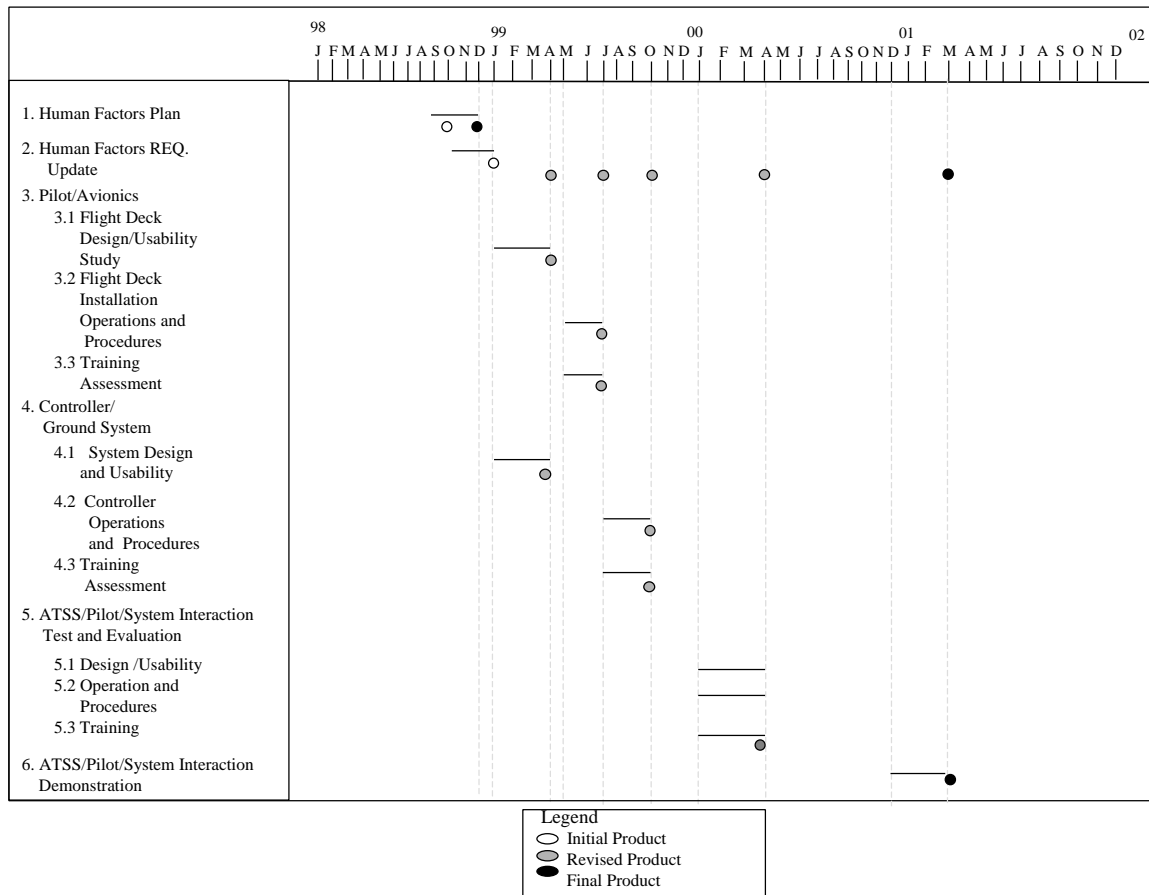 98 99 00 01 02
J F M A M J J A S O N D J F M A M J J A S O N D J F M A M J J A S O N D J F M A M J J A S O N D
1. Human Factors Plan
2. Human Factors REQ.
Update
3. Pilot/Avionics
3.1 Flight Deck
Design/Usability
Study
3.2 Flight Deck
Installation
Operations and
Procedures
3.3 Training
Assessment
4. Controller/
Ground System
4.1 System Design
and Usability
4.2 Controller
Operations
and Procedures
4.3 Training
Assessment
5. ATSS/Pilot/System Interaction
Test and Evaluation
5.1 Design /Usability
5.2 Operation and
Procedures
5.3 Training
6. ATSS/Pilot/System Interaction
Demonstration
Legend
Initial Product
Revised Product
Final Product